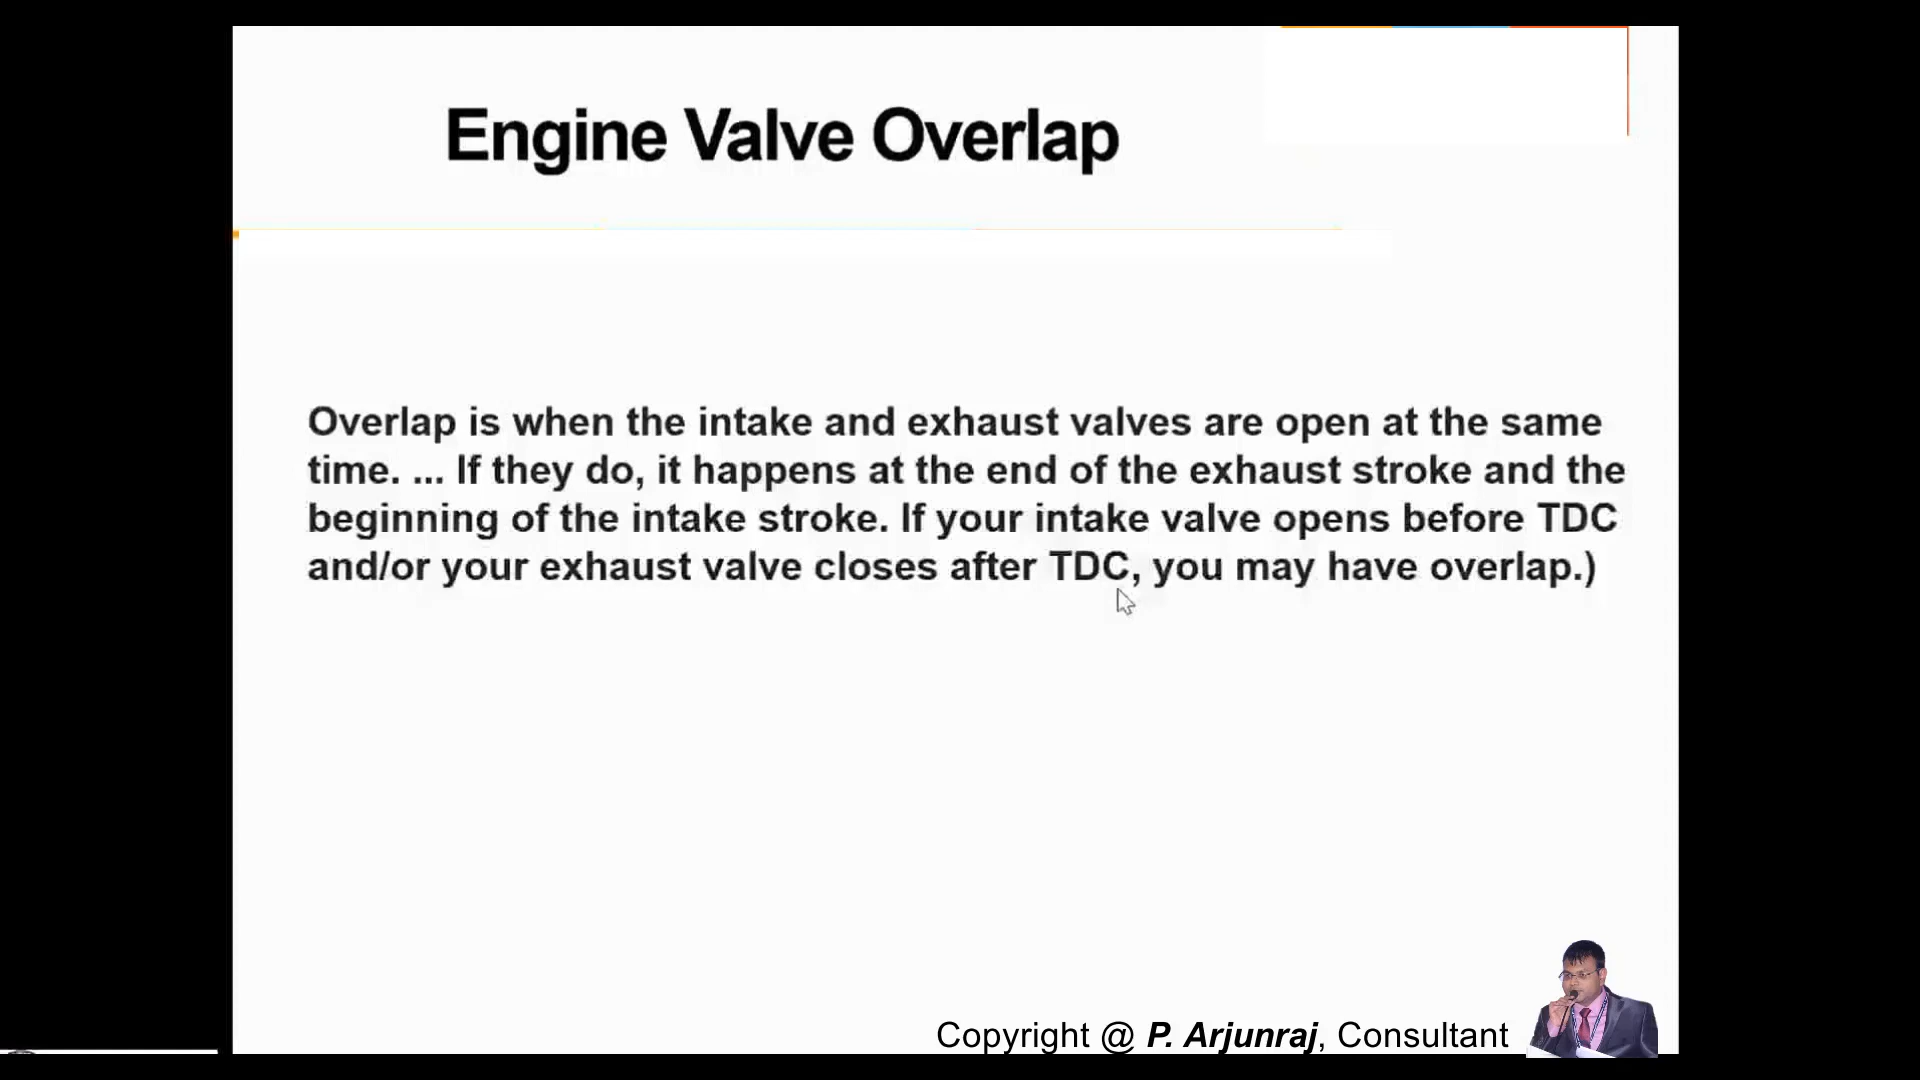 Engine Valve Overlap
Overlap is when the intake and exhaust valves are open at the same
time. ... If they do, it happens at the end of the exhaust stroke and the
beginning of the intake stroke. If your intake valve opens before TDC
and/or your exhaust valve closes after TDC, you may have overlap.)
Copyright @ P. Arjunraj, Consultant